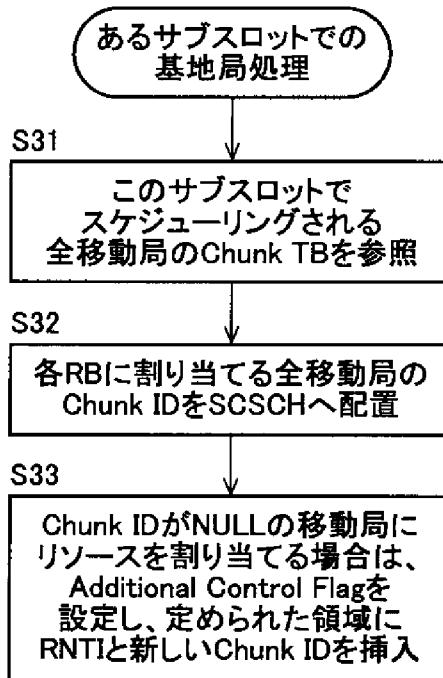 あるサブスロットでの
基地局処理
S31
このサブスロットで
スケジューリングされる
全移動局のChunk TBを参照
S32
各RBに割り当てる全移動局の
Chunk IDをSCSCHへ配置
S33
Chunk IDがNULLの移動局に
リソースを割り当てる場合は、
Additional Control Flagを
設定し、定められた領域に
RNTIと新しいChunk IDを挿入